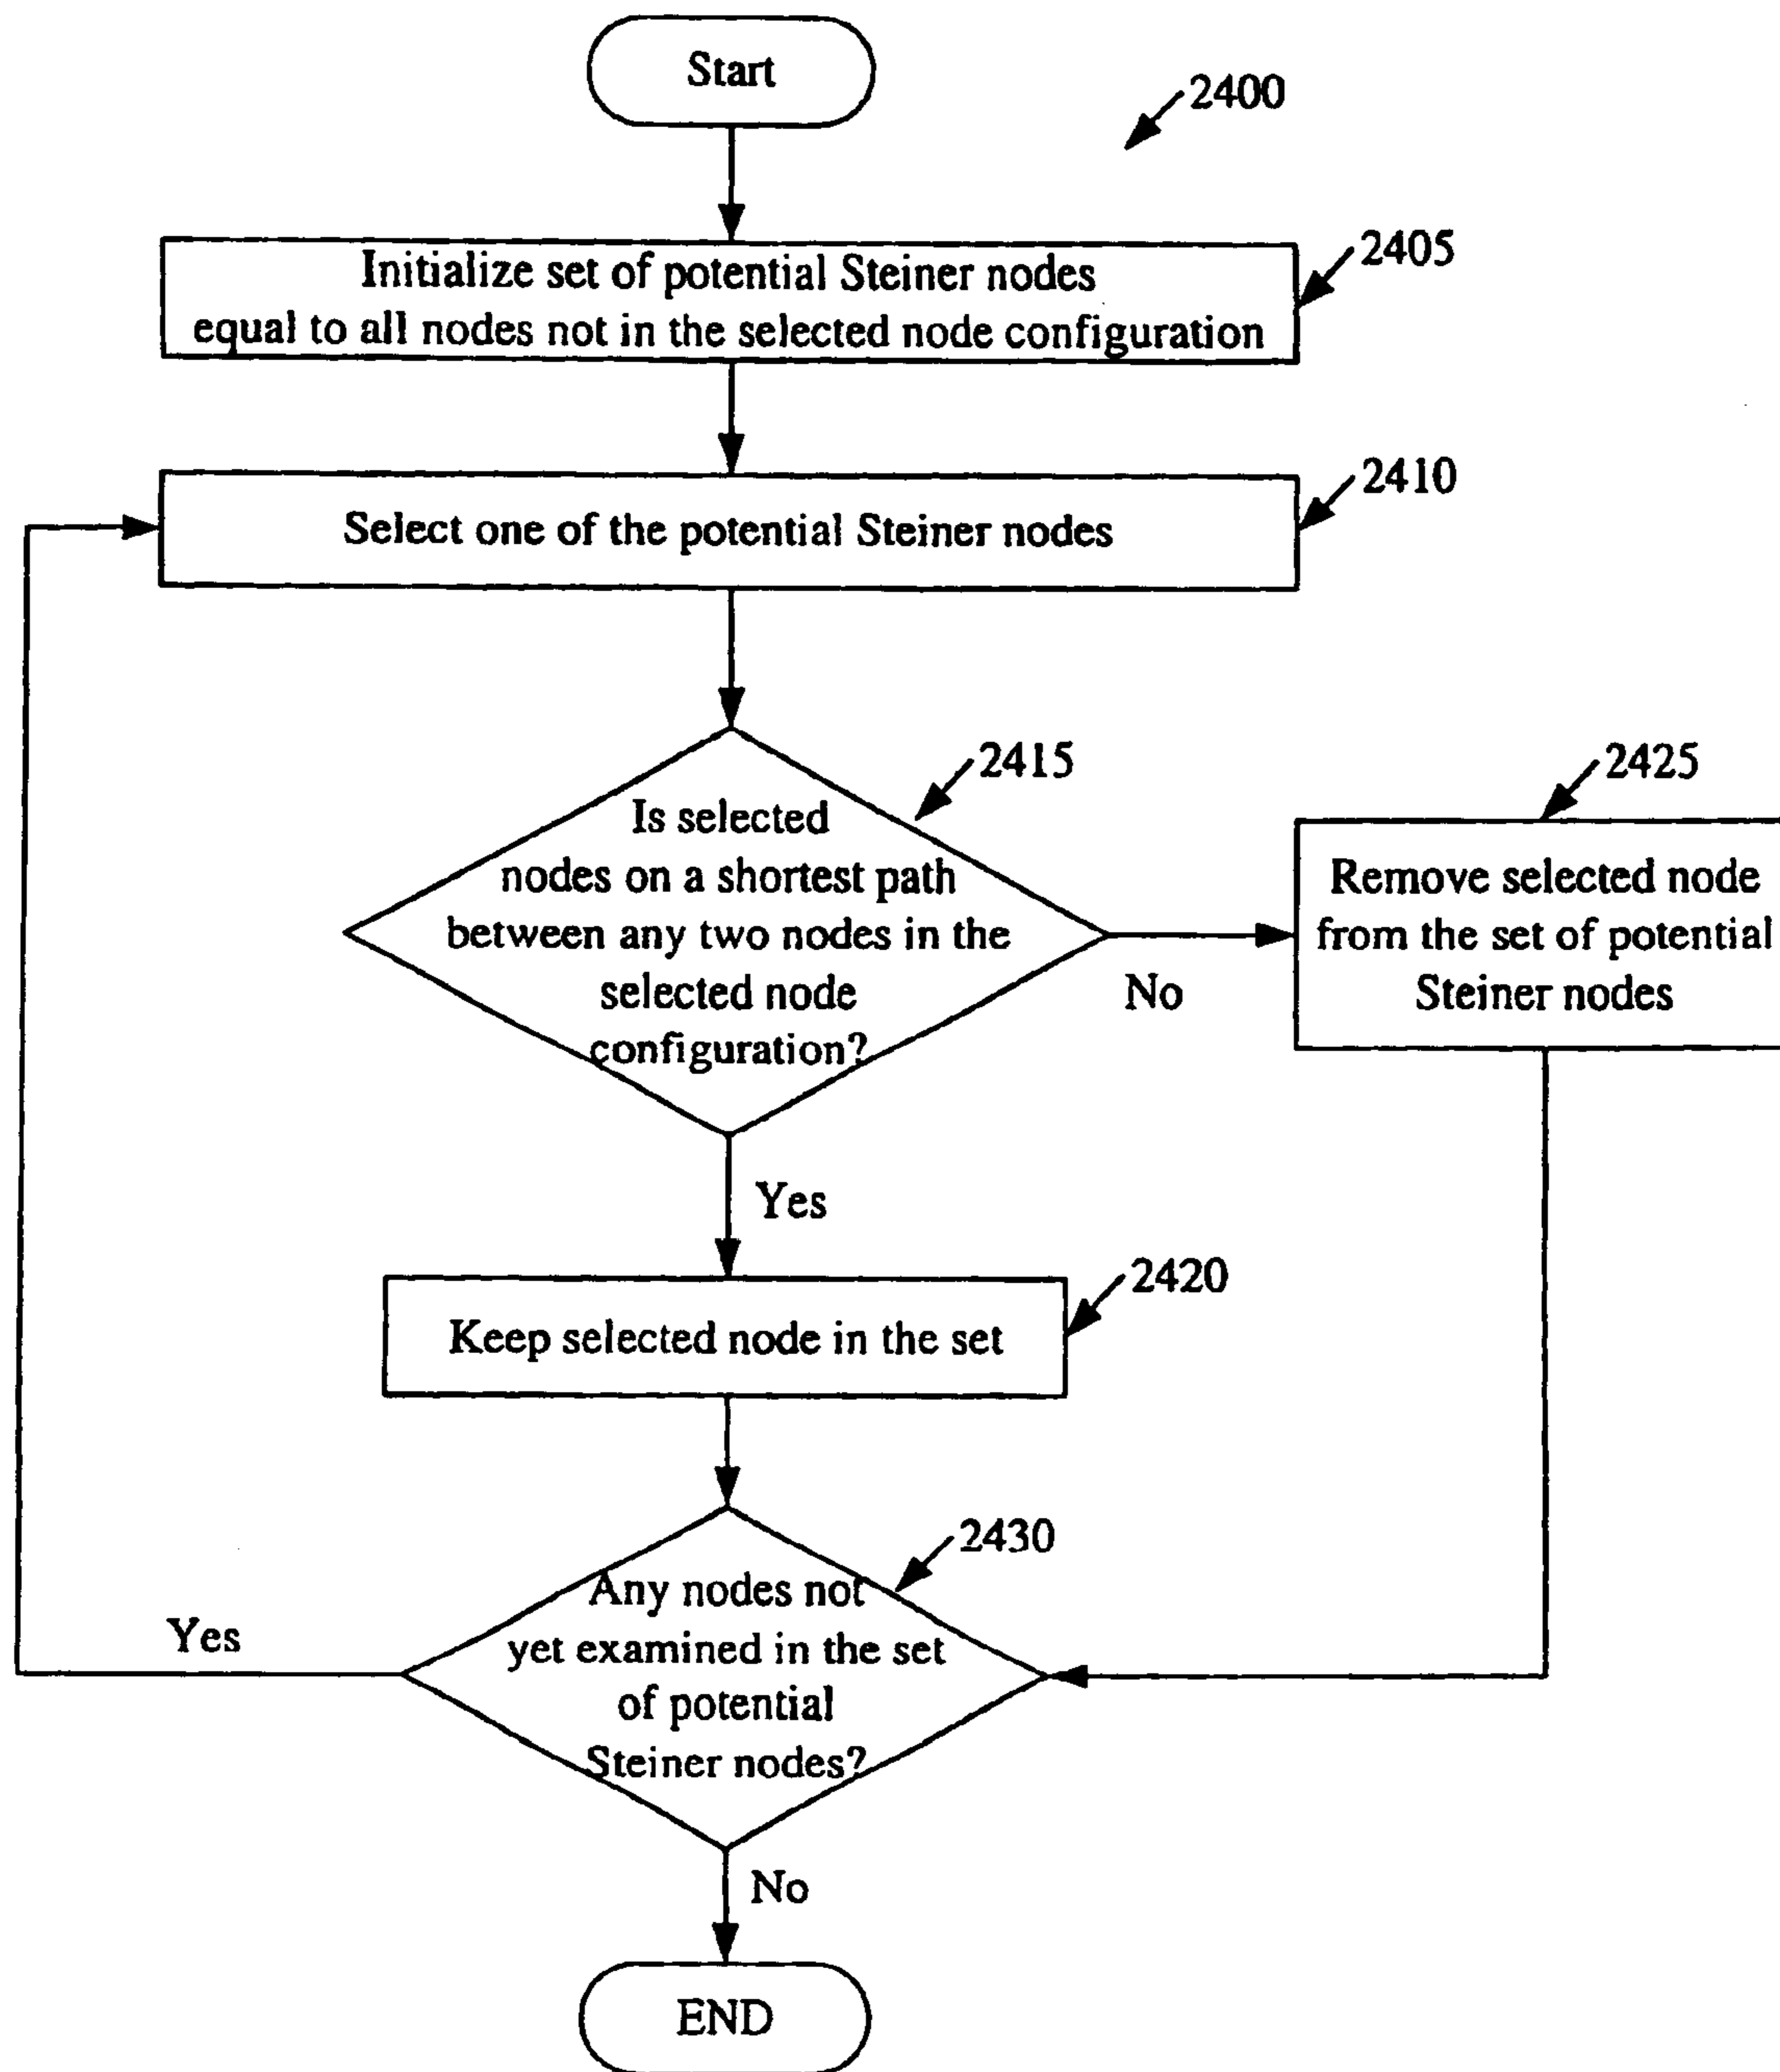 Start
2400
Initialize set of potential Steiner nodes
equal to all nodes not in the selected node configuration
2405
Select one of the potential Steiner nodes
2410
Is selected
nodes on a shortest path
between any two nodes in the
selected node
configuration?
2415
No
2425
Remove selected node
from the set of potential
Steiner nodes
Yes
Keep selected node in the set
2420
Any nodes not
yet examined in the set
of potential
Steiner nodes?
2430
Yes
No
END